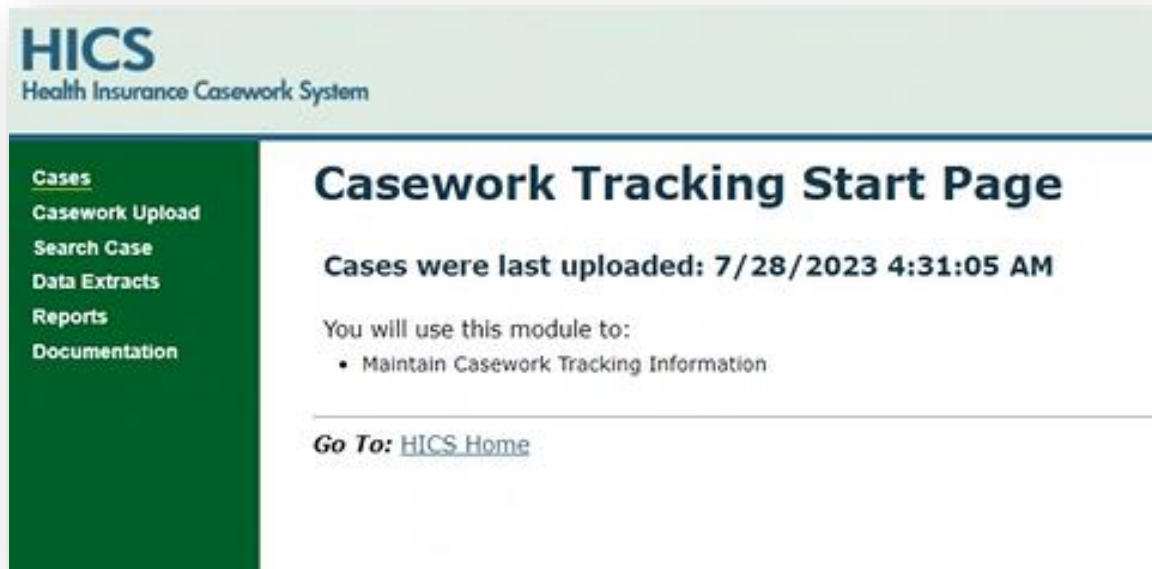 HICS
Health Insurance Casework System
Cases
Casework Upload
Search Case
Data Extracts
Reports
Documentation
Casework Tracking Start Page
Cases were last uploaded: 7/28/2023 4:31:05 AM
You will use this module to:
• Maintain Casework Tracking Information
Go To: HICS Home